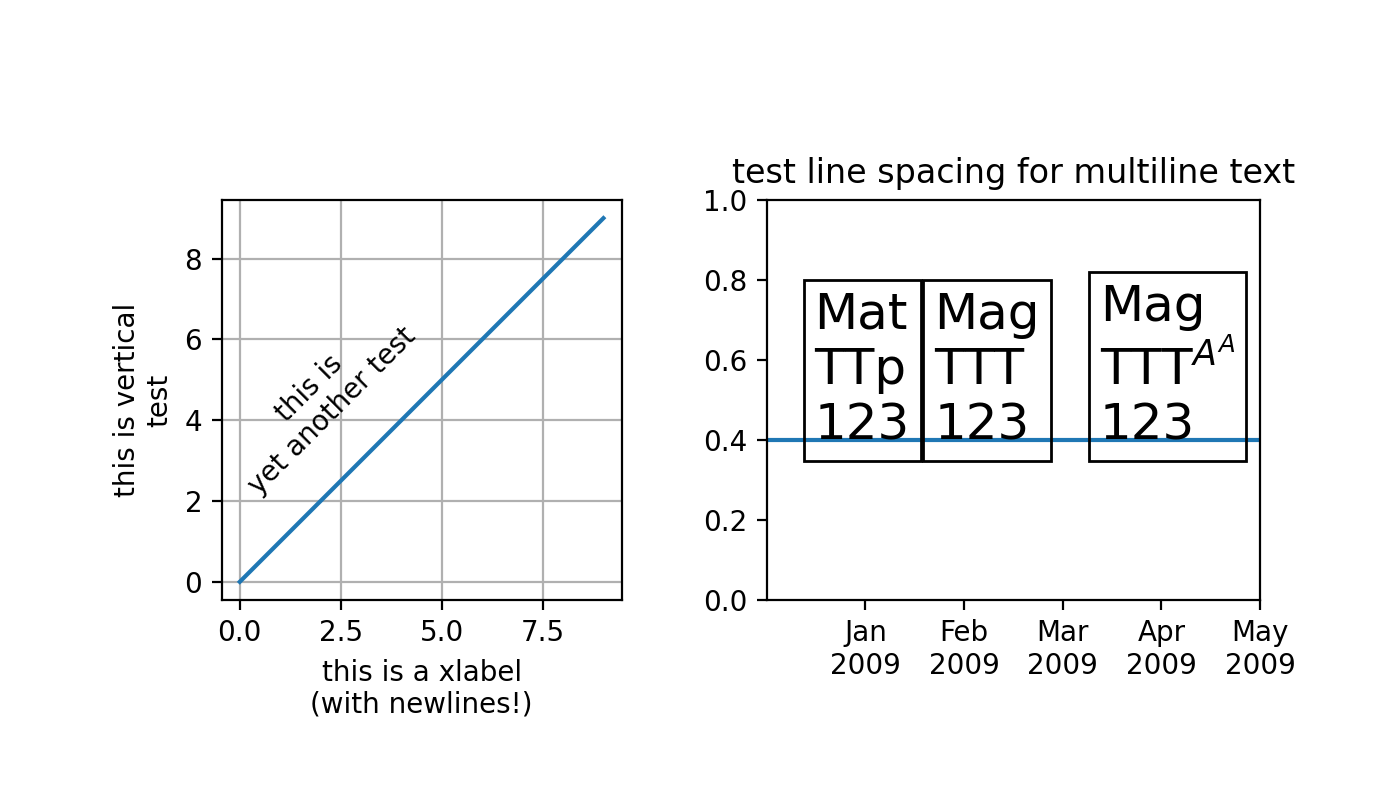 8
6
4
2
0
this is vertical
test
this is
yet another test
0.0 2.5 5.0 7.5
this is a xlabel
(with newlines!)
test line spacing for multiline text
1.0
0.8
0.6
0.4
0.2
0.0
Mat
TTp
123
Mag
TTT
123
Mag
TTTA^A
123
Jan Feb Mar Apr May
2009 2009 2009 2009 2009